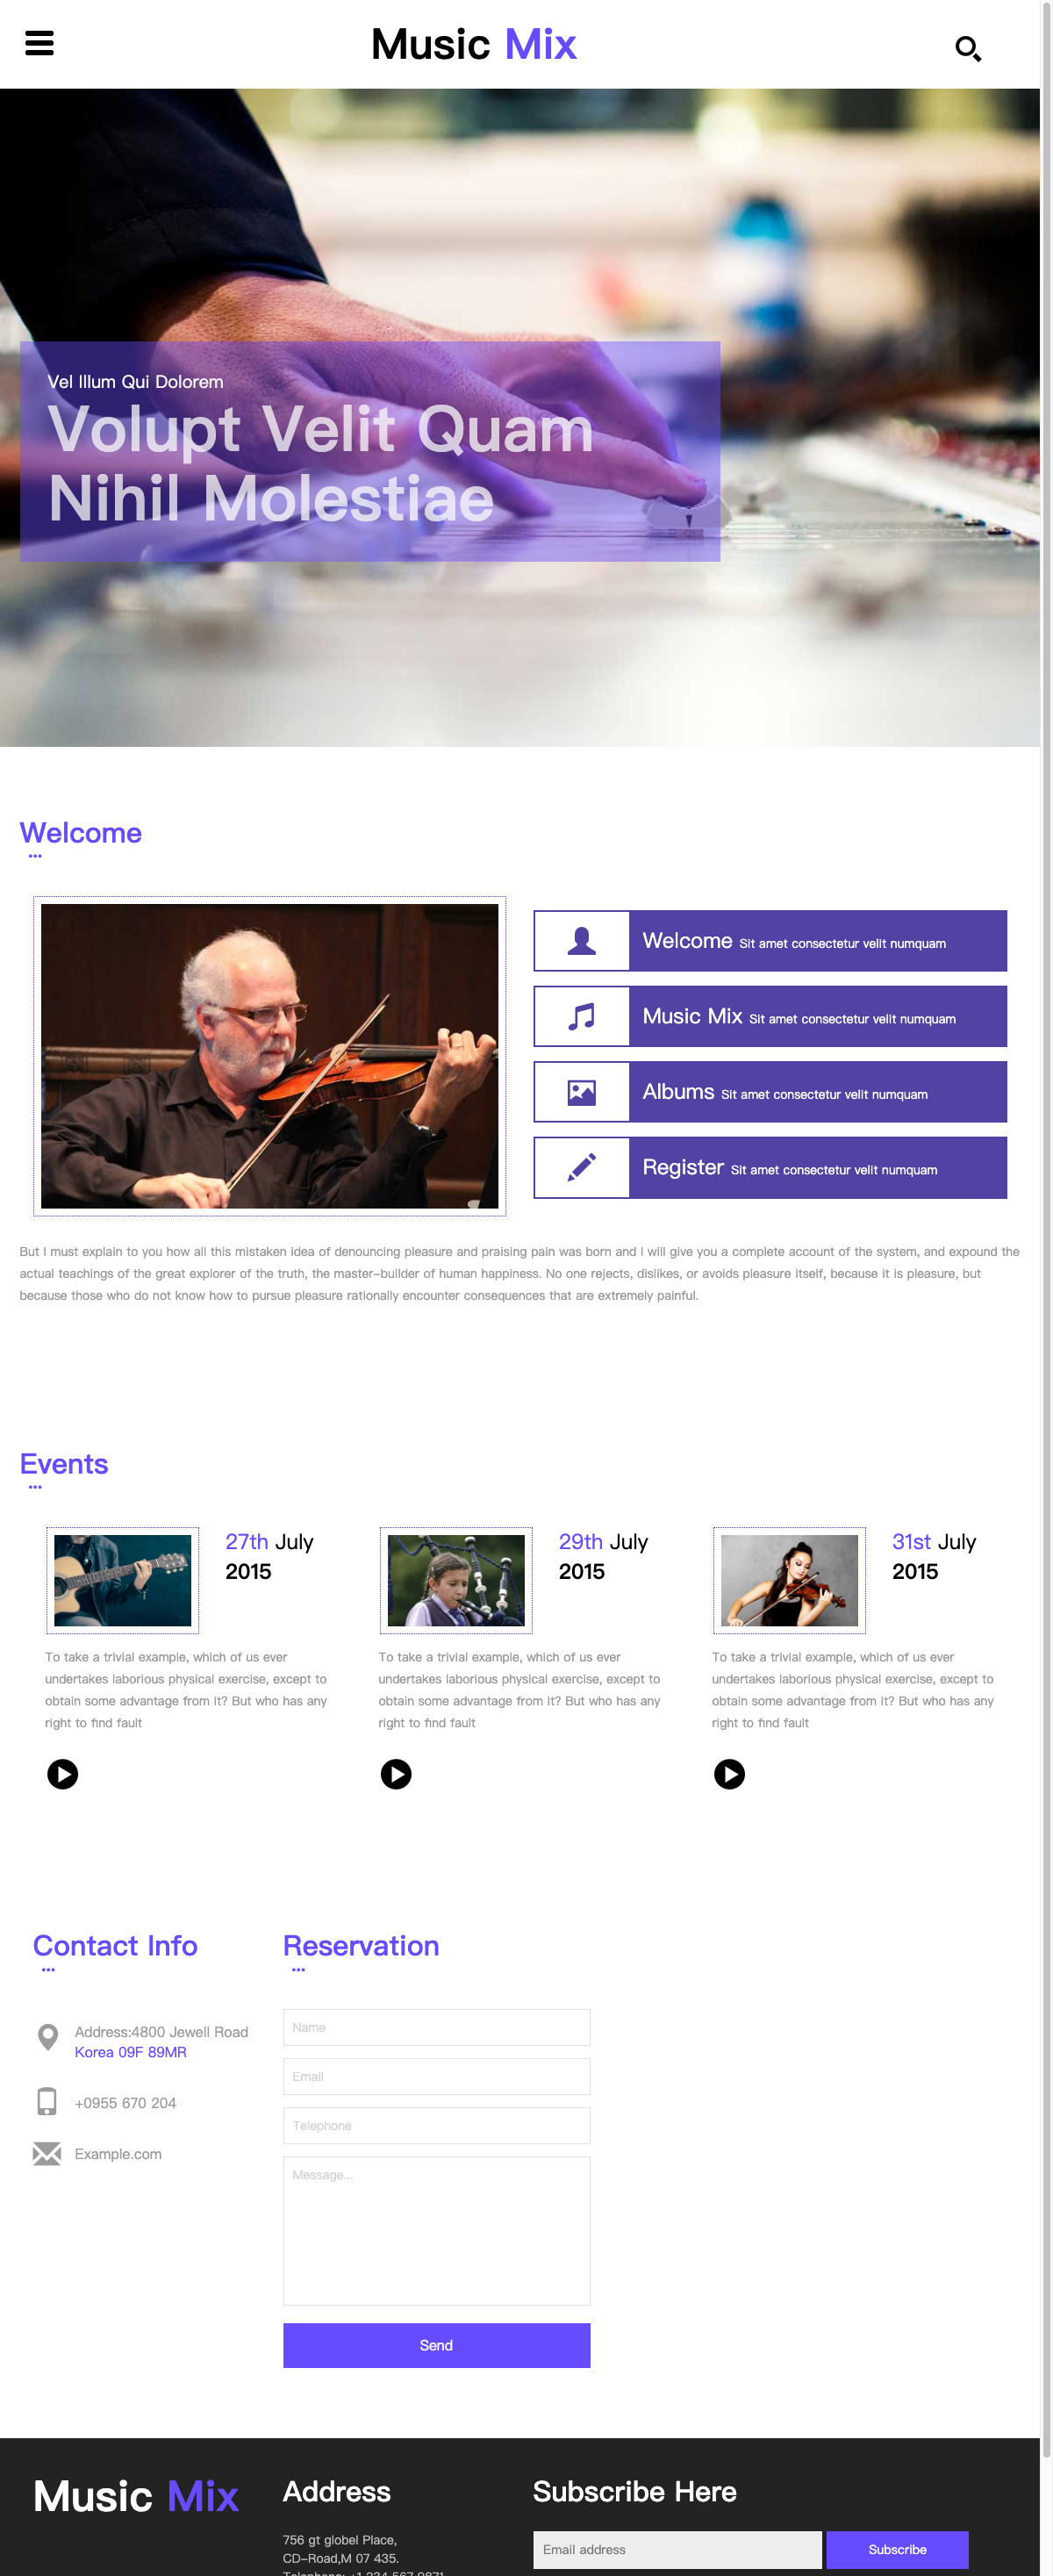 Music Mix
Vel Illum Qui Dolorem
Volupt Velit Quam
Nihil Molestiae
Welcome
Welcome Sit amet consectetur velit numquam
Music Mix Sit amet consectetur velit numquam
Albums Sit amet consectetur velit numquam
Register Sit amet consectetur velit numquam
But I must explain to you how all this mistaken idea of denouncing pleasure and praising pain was born and I will give you a complete account of the system, and expound the
actual teachings of the great explorer of the truth, the master-builder of human happiness. No one rejects, dislikes, or avoids pleasure itself, because it is pleasure, but
because those who do not know how to pursue pleasure rationally encounter consequences that are extremely painful.
Events
27th July
2015
To take a trivial example, which of us ever
undertakes laborious physical exercise, except to
obtain some advantage from it? But who has any
right to find fault
29th July
2015
To take a trivial example, which of us ever
undertakes laborious physical exercise, except to
obtain some advantage from it? But who has any
right to find fault
31st July
2015
To take a trivial example, which of us ever
undertakes laborious physical exercise, except to
obtain some advantage from it? But who has any
right to find fault
Contact Info
Address:4800 Jewell Road
Korea 09F 89MR
+0955 670 204
Example.com
Reservation
Name
Email
Telephone
Message...
Send
Music Mix
Address
756 gt globel Place,
CD-Road,M 07 435.
Telephone: +1 234 567 9871
Subscribe Here
Email address
Subscribe